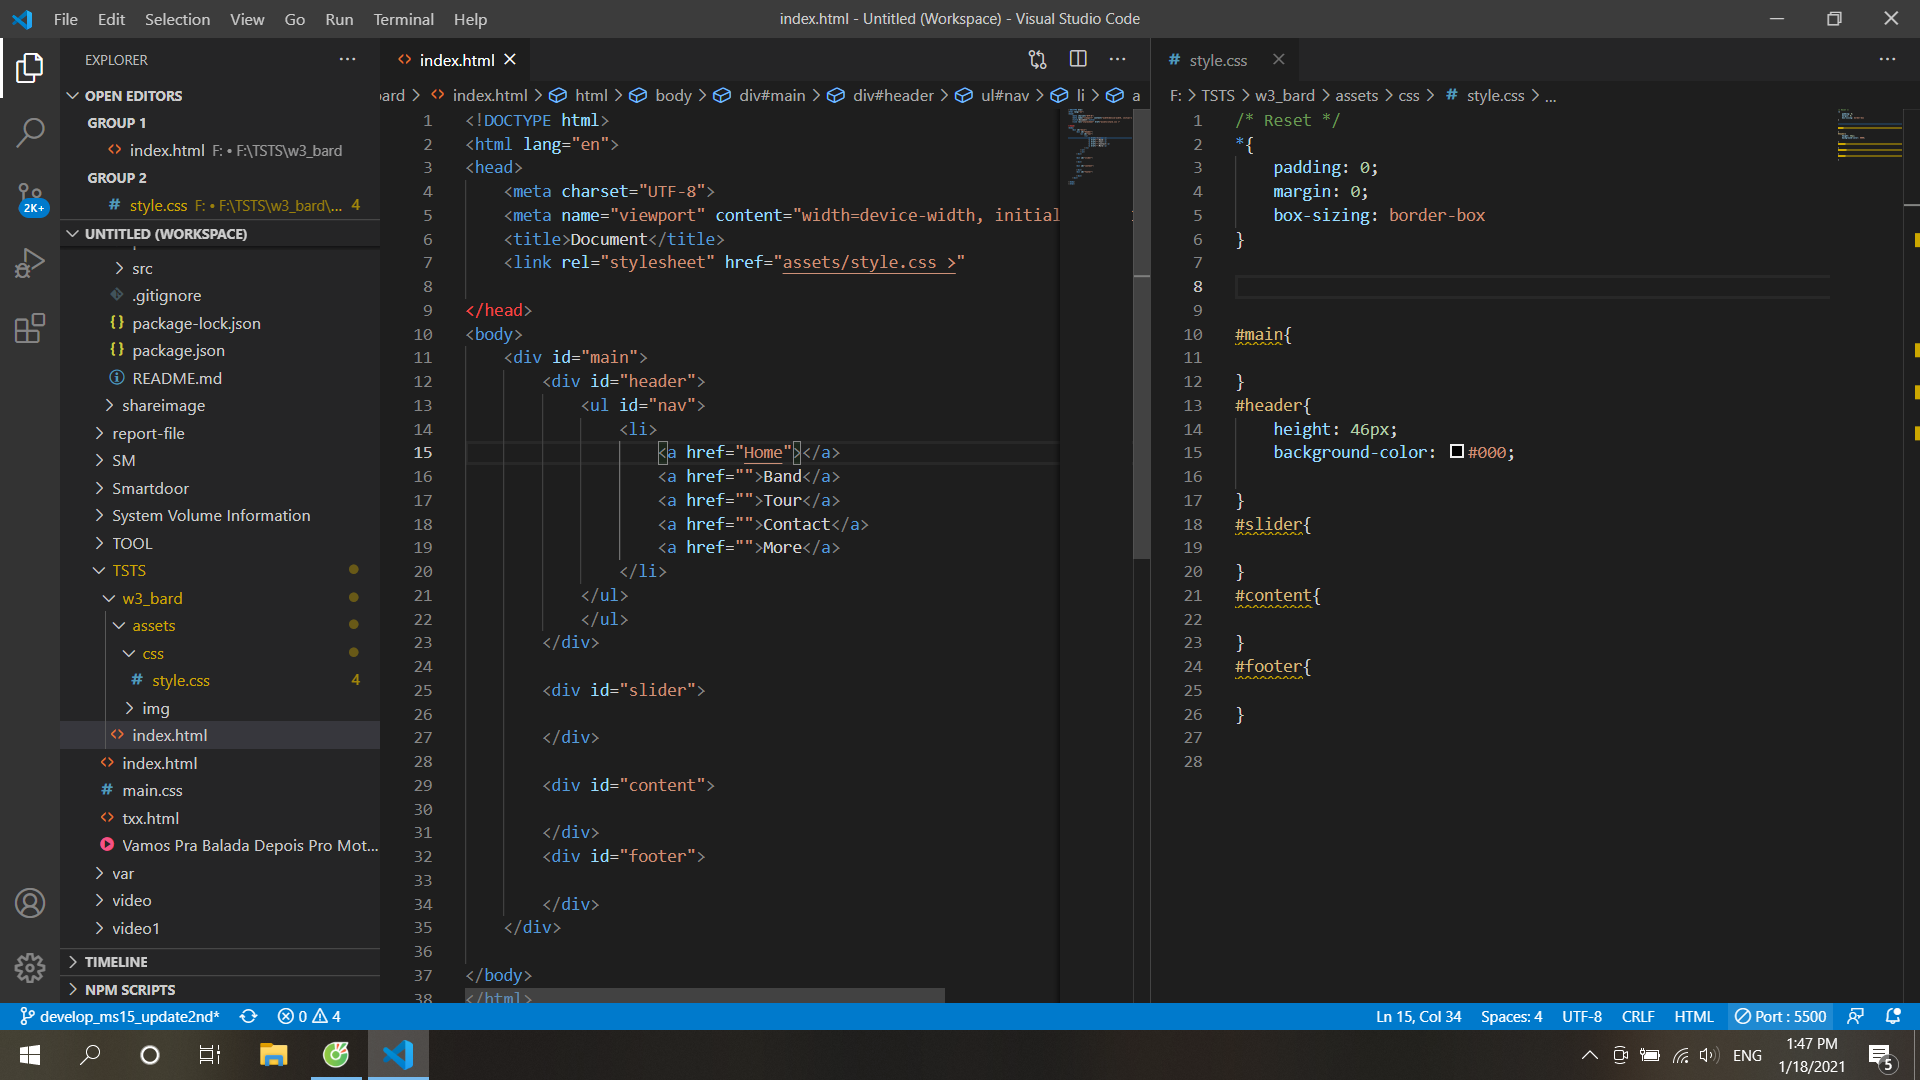 File Edit Selection View Go Run Terminal Help
index.html - Untitled (Workspace) - Visual Studio Code
EXPLORER
OPEN EDITORS
GROUP 1
index.html F: • F:\TSTS\w3_bard
GROUP 2
style.css F: • F:\TSTS\w3_bard\... 4
UNTITLED (WORKSPACE)
src
.gitignore
package-lock.json
package.json
README.md
shareimage
report-file
SM
Smartdoor
System Volume Information
TOOL
TSTS
w3_bard
assets
css
style.css 4
img
index.html
index.html
main.css
txx.html
Vamos Pra Balada Depois Pro Mot...
var
video
video1
TIMELINE
NPM SCRIPTS
2K+
index.html
ard > index.html > html > body > div#main > div#header > ul#nav > li > a
1 <!DOCTYPE html>
2 <html lang="en">
3 <head>
4 <meta charset="UTF-8">
5 <meta name="viewport" content="width=device-width, initial
6 <title>Document</title>
7 <link rel="stylesheet" href="assets/style.css >"
8
9 </head>
10 <body>
11 <div id="main">
12 <div id="header">
13 <ul id="nav">
14 <li>
15 <a href="Home"></a>
16 <a href="">Band</a>
17 <a href="">Tour</a>
18 <a href="">Contact</a>
19 <a href="">More</a>
20 </li>
21 </ul>
22 </ul>
23 </div>
24
25 <div id="slider">
26
27 </div>
28
29 <div id="content">
30
31 </div>
32 <div id="footer">
33
34 </div>
35 </div>
36
37 </body>
38 </html>
style.css
F: > TSTS > w3_bard > assets > css > style.css > ...
1 /* Reset */
2 *{
3 padding: 0;
4 margin: 0;
5 box-sizing: border-box
6 }
7
8
9
10 #main{
11
12 }
13 #header{
14 height: 46px;
15 background-color: #000;
16
17 }
18 #slider{
19
20 }
21 #content{
22
23 }
24 #footer{
25
26 }
27
28
develop_ms15_update2nd* 0 4
Ln 15, Col 34 Spaces: 4 UTF-8 CRLF HTML Port : 5500
ENG
1:47 PM
1/18/2021
5